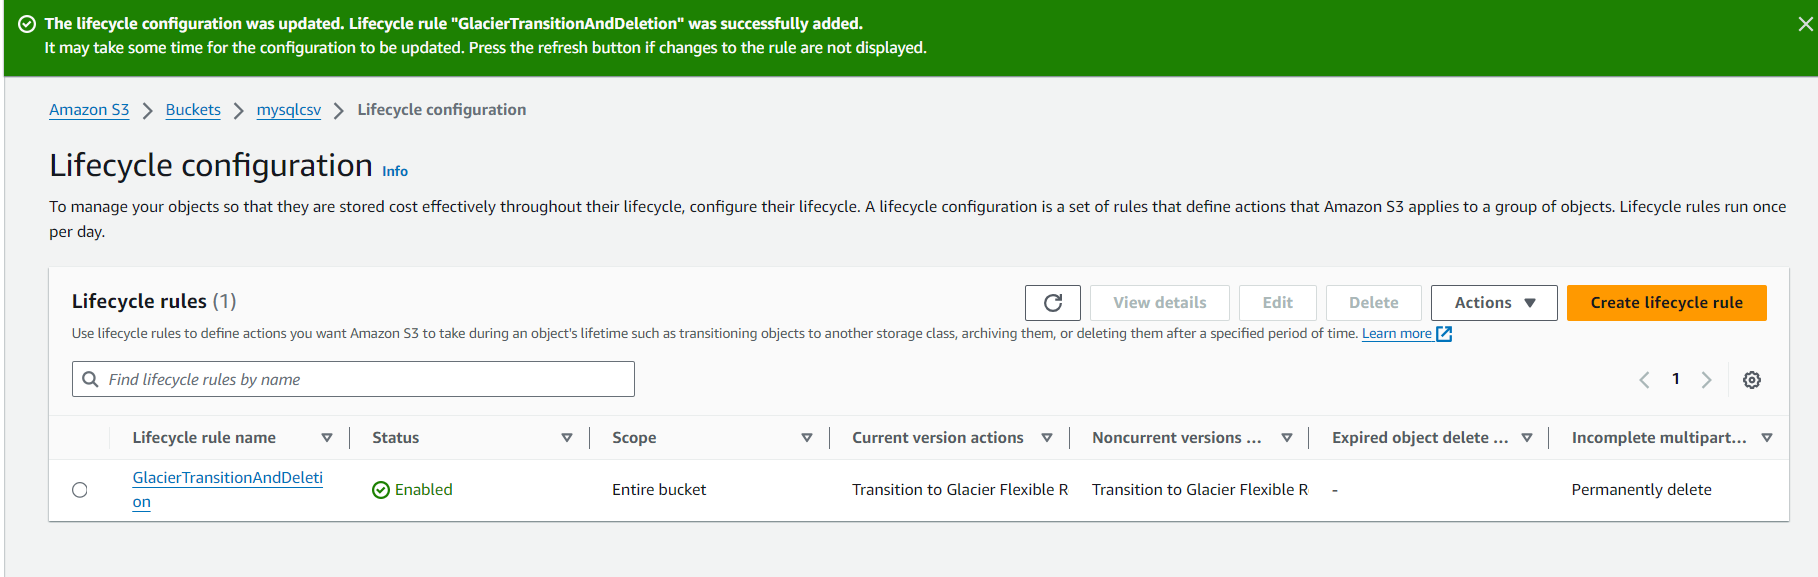 The lifecycle configuration was updated. Lifecycle rule "GlacierTransitionAndDeletion" was successfully added.
It may take some time for the configuration to be updated. Press the refresh button if changes to the rule are not displayed.
Amazon S3 > Buckets > mysqlcsv > Lifecycle configuration
Lifecycle configuration Info
To manage your objects so that they are stored cost effectively throughout their lifecycle, configure their lifecycle. A lifecycle configuration is a set of rules that define actions that Amazon S3 applies to a group of objects. Lifecycle rules run once
per day.
Lifecycle rules (1) View details Edit Delete Actions Create lifecycle rule
Use lifecycle rules to define actions you want Amazon S3 to take during an object's lifetime such as transitioning objects to another storage class, archiving them, or deleting them after a specified period of time. Learn more
Find lifecycle rules by name 1
Lifecycle rule name Status Scope Current version actions Noncurrent versions ... Expired object delete ... Incomplete multipart...
GlacierTransitionAndDeleti
on Enabled Entire bucket Transition to Glacier Flexible R Transition to Glacier Flexible R - Permanently delete